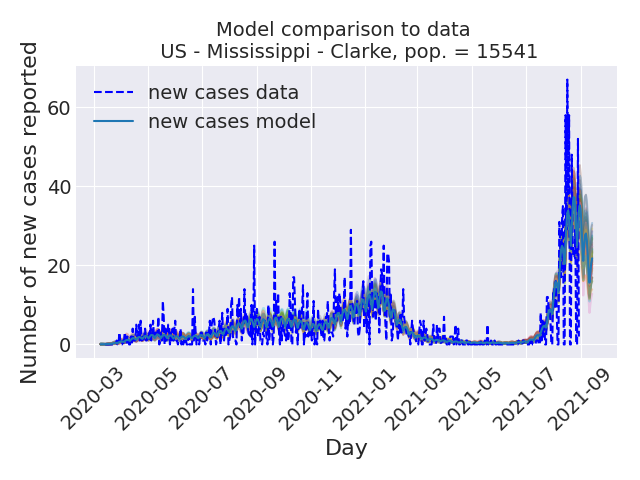 Model comparison to data
US - Mississippi - Clarke, pop. = 15541
new cases data
new cases model
Number of new cases reported
60
40
20
0
2020-03
2020-05
2020-07
2020-09
2020-11
2021-01
2021-03
2021-05
2021-07
2021-09
Day